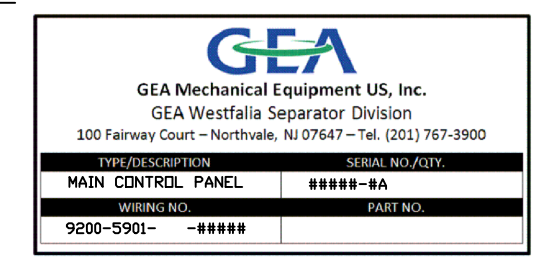 GEA
GEA Mechanical Equipment US, Inc.
GEA Westfalia Separator Division
100 Fairway Court – Northvale, NJ 07647 – Tel. (201) 767-3900
TYPE/DESCRIPTION SERIAL NO./QTY.
MAIN CONTROL PANEL #####-#A
WIRING NO. PART NO.
9200-5901- -#####